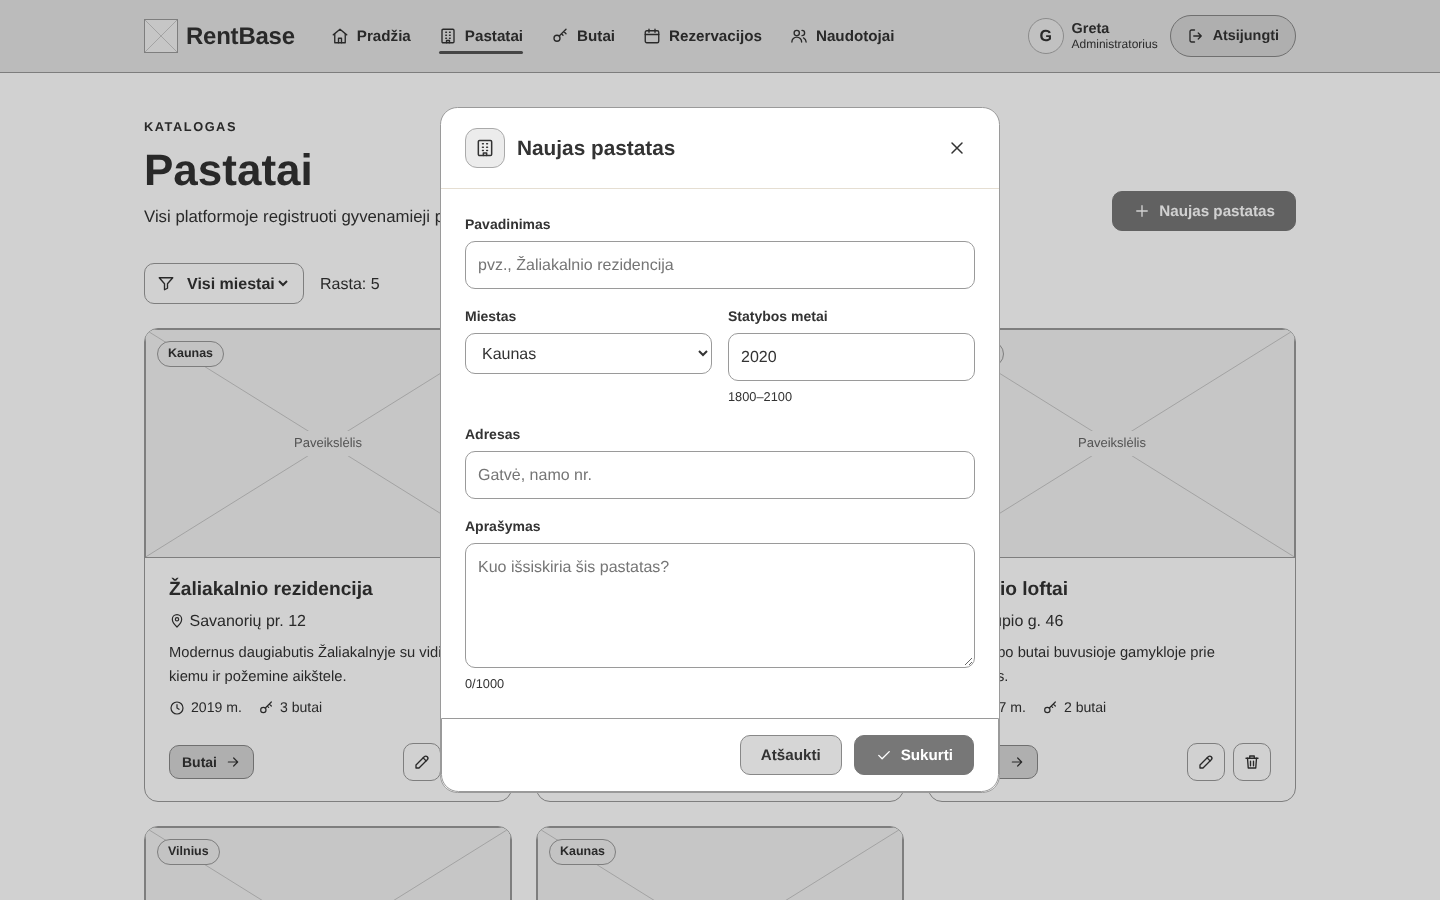 RentBase
Pradžia
Pastatai
Butai
Rezervacijos
Naudotojai
G
Greta
Administratorius
Atsijungti
KATALOGAS
Pastatai
Visi platformoje registruoti gyvenamieji
Naujas pastatas
Visi miestai
Rasta: 5
Naujas pastatas
Pavadinimas
pvz., Žaliakalnio rezidencija
Miestas
Statybos metai
Kaunas
2020
1800–2100
Adresas
Gatvė, namo nr.
Aprašymas
Kuo išsiskiria šis pastatas?
0/1000
Atšaukti
Sukurti
Kaunas
Paveikslėlis
Žaliakalnio rezidencija
Savanorių pr. 12
Modernus daugiabutis Žaliakalnyje su
kiemu ir požemine aikštele.
2019 m.
3 butai
Butai
Paveikslėlis
loftai
g. 46
butai buvusioje gamykloje prie
m.
2 butai
Vilnius
Kaunas